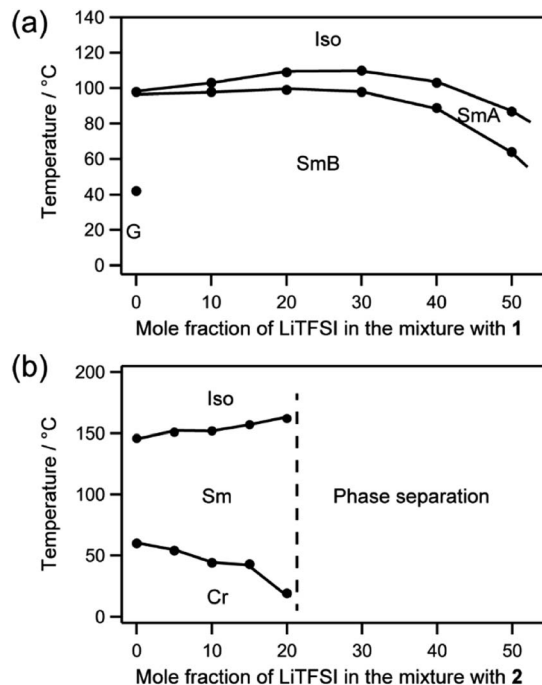 (a)
140
120
100
80
60
40
20
0
Temperature / °C
Iso
SmA
SmB
G
0 10 20 30 40 50
Mole fraction of LiTFSI in the mixture with 1
(b)
200
150
100
50
0
Temperature / °C
Iso
Sm
Phase separation
Cr
0 10 20 30 40 50
Mole fraction of LiTFSI in the mixture with 2